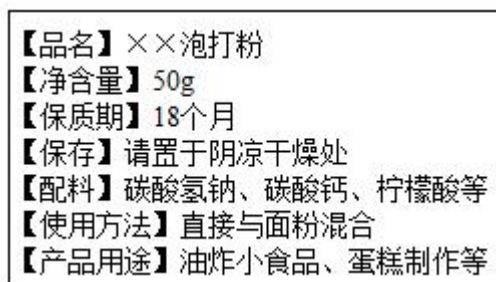 【品名】××泡打粉
【净含量】50g
【保质期】18个月
【保存】请置于阴凉干燥处
【配料】碳酸氢钠、碳酸钙、柠檬酸等
【使用方法】直接与面粉混合
【产品用途】油炸小食品、蛋糕制作等